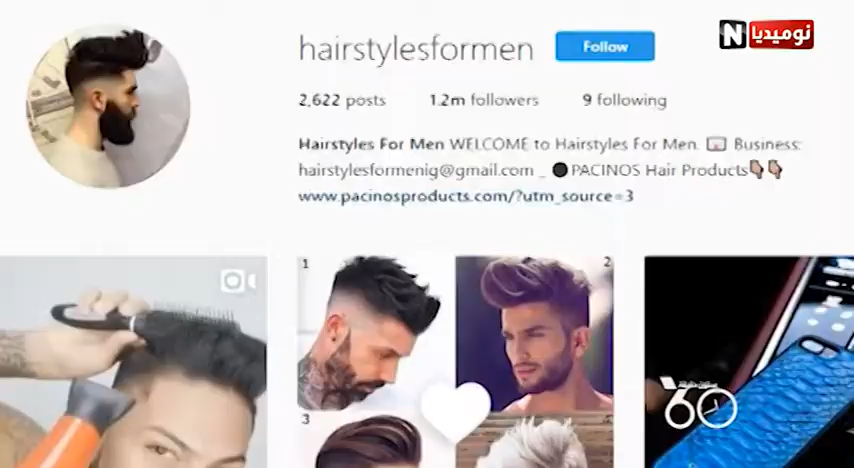 hairstylesformen
Follow
N نوميديا
2,622 posts 1.2m followers 9 following
Hairstyles For Men WELCOME to Hairstyles For Men. Business:
hairstylesformenig@gmail.com _ PACINOS Hair Products
www.pacinosproducts.com/?utm_source=3
1
2
3
60